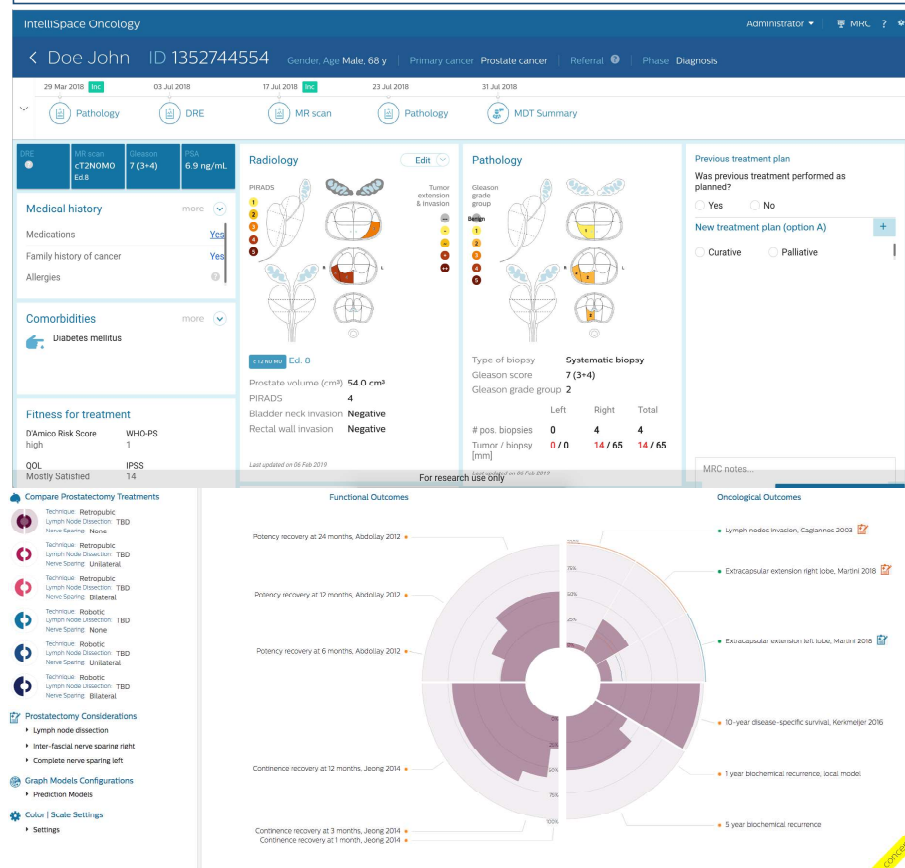 IntelliSpace Oncology
Administrator
MRC ?
Doe John ID 1352744554 Gender, Age Male, 68 y Primary cancer Prostate cancer Referral ? Phase Diagnosis
29 Mar 2018 Inc
03 Jul 2018
17 Jul 2018 Inc
23 Jul 2018
31 Jul 2018
Pathology
DRE
MR scan
Pathology
MDT Summary
DRE
?
MR scan
cT2N0M0
Ed.8
Gleason
7 (3+4)
PSA
6.9 ng/mL
Medical history more
Medications Yes
Family history of cancer Yes
Allergies ?
Comorbidities more
Diabetes mellitus
Fitness for treatment
D'Amico Risk Score WHO-PS
high 1
QOL IPSS
Mostly Satisfied 14
Radiology Edit
PIRADS
1
2
3
4
5
Tumor
extension
& invasion
--
-
+
++
R L
Prostate volume (cm³) 54.0 cm³
PIRADS 4
Bladder neck invasion Negative
Rectal wall invasion Negative
Last updated on 06 Feb 2019
Pathology
Gleason
grade
group
Benign
1
2
3
4
5
R L
Type of biopsy Systematic biopsy
Gleason score 7 (3+4)
Gleason grade group 2
Left Right Total
# pos. biopsies 0 4 4
Tumor / biopsy 0 / 0 14 / 65 14 / 65
[mm]
Last updated on 06 Feb 2019
Previous treatment plan
Was previous treatment performed as
planned?
Yes No
New treatment plan (option A) +
Curative Palliative
MRC notes...
For research use only
Compare Prostatectomy Treatments
Technique: Retropubic
Lymph Node Dissection: TBD
Nerve Sparing: None
Technique: Retropubic
Lymph Node Dissection: TBD
Nerve Sparing: Unilateral
Technique: Retropubic
Lymph Node Dissection: TBD
Nerve Sparing: Bilateral
Technique: Robotic
Lymph Node Dissection: TBD
Nerve Sparing: None
Technique: Robotic
Lymph Node Dissection: TBD
Nerve Sparing: Unilateral
Technique: Robotic
Lymph Node Dissection: TBD
Nerve Sparing: Bilateral
Prostatectomy Considerations
Lymph node dissection
Inter-fascial nerve sparing right
Complete nerve sparing left
Graph Models Configurations
Prediction Models
Color | Scale Settings
Settings
Functional Outcomes
Potency recovery at 24 months, Abdollay 2012
Potency recovery at 12 months, Abdollay 2012
Potency recovery at 6 months, Abdollay 2012
Continence recovery at 12 months, Jeong 2014
Continence recovery at 3 months, Jeong 2014
Continence recovery at 1 month, Jeong 2014
100%
75%
50%
25%
0%
25%
50%
75%
100%
Oncological Outcomes
Lymph nodes invasion, Cagiannos 2003
Extracapsular extension right lobe, Martini 2018
Extracapsular extension left lobe, Martini 2018
10-year disease-specific survival, Kerkmeijer 2016
1 year biochemical recurrence, local model
5 year biochemical recurrence